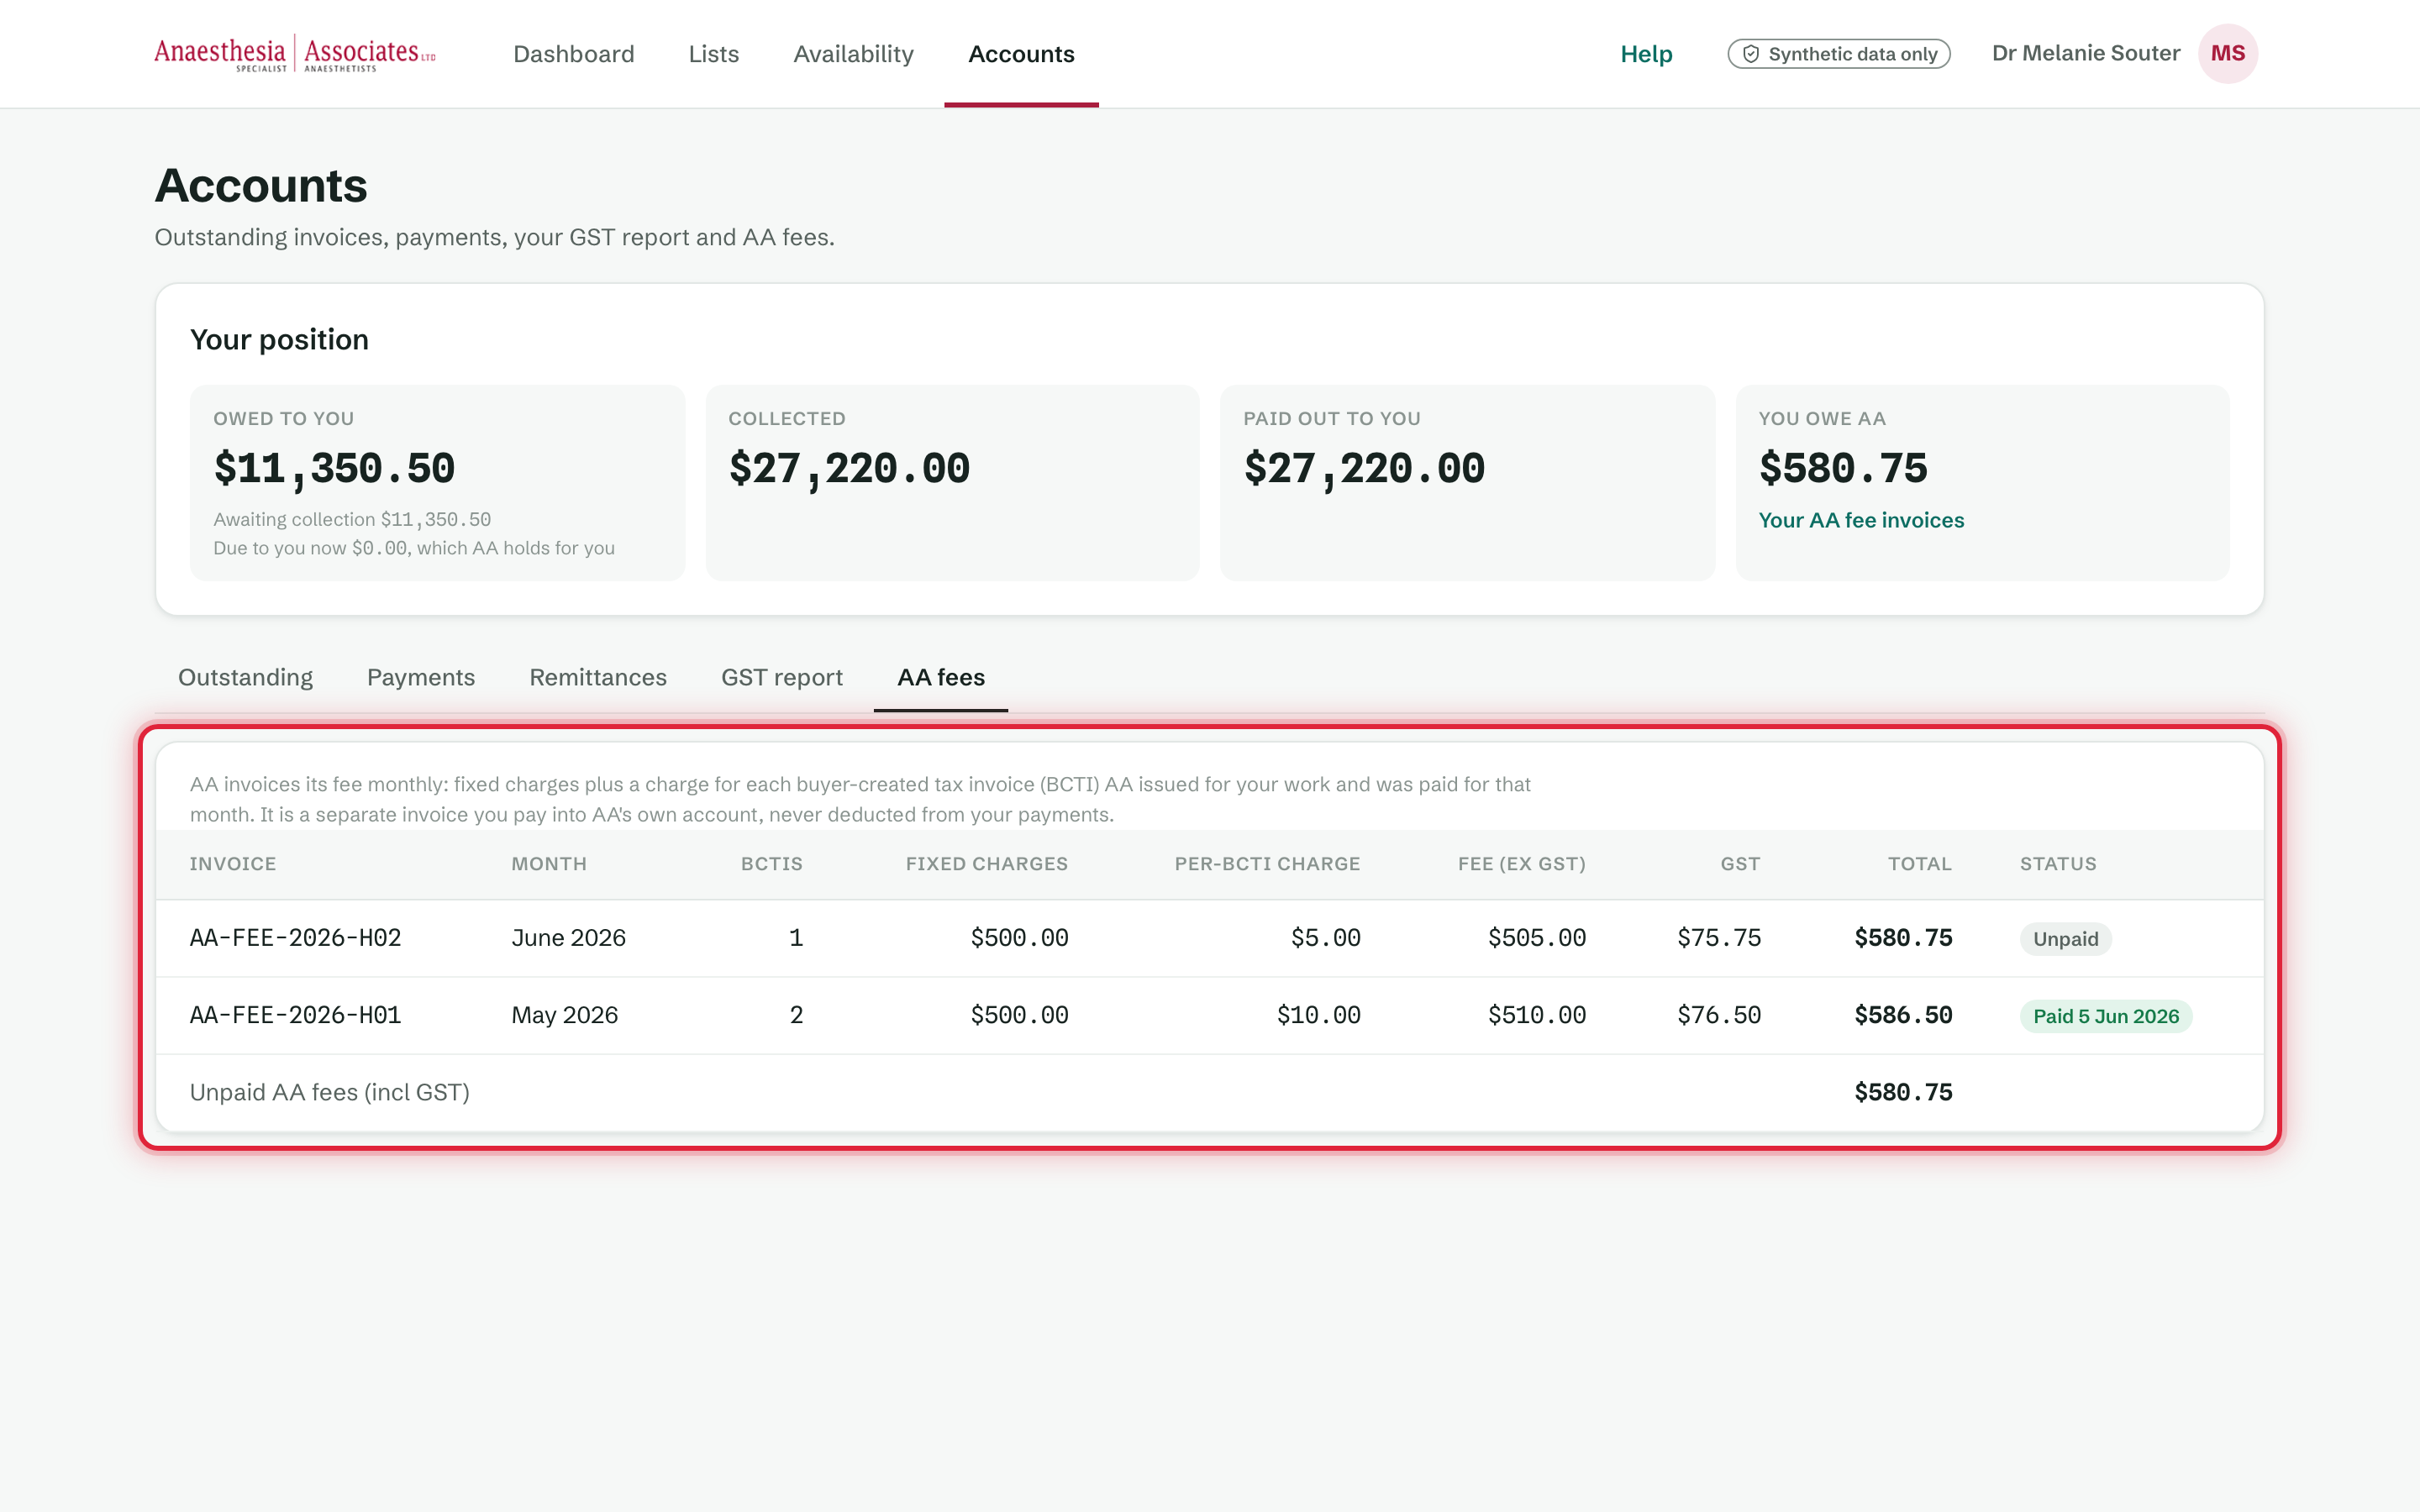 Anaesthesia | Associates LTD
SPECIALIST ANAESTHETISTS
Dashboard
Lists
Availability
Accounts
Help
Synthetic data only
Dr Melanie Souter
MS
Accounts
Outstanding invoices, payments, your GST report and AA fees.
Your position
OWED TO YOU
$11,350.50
Awaiting collection $11,350.50
Due to you now $0.00, which AA holds for you
COLLECTED
$27,220.00
PAID OUT TO YOU
$27,220.00
YOU OWE AA
$580.75
Your AA fee invoices
Outstanding
Payments
Remittances
GST report
AA fees
AA invoices its fee monthly: fixed charges plus a charge for each buyer-created tax invoice (BCTI) AA issued for your work and was paid for that
month. It is a separate invoice you pay into AA's own account, never deducted from your payments.
INVOICE MONTH BCTIS FIXED CHARGES PER-BCTI CHARGE FEE (EX GST) GST TOTAL STATUS
AA-FEE-2026-H02 June 2026 1 $500.00 $5.00 $505.00 $75.75 $580.75 Unpaid
AA-FEE-2026-H01 May 2026 2 $500.00 $10.00 $510.00 $76.50 $586.50 Paid 5 Jun 2026
Unpaid AA fees (incl GST) $580.75